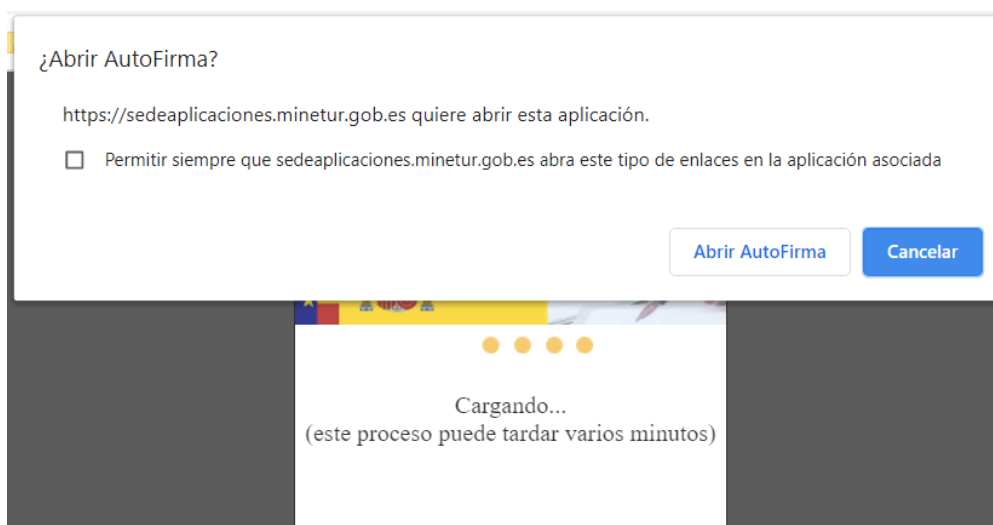 ¿Abrir AutoFirma?
https://sedeaplicaciones.minetur.gob.es quiere abrir esta aplicación.
Permitir siempre que sedeaplicaciones.minetur.gob.es abra este tipo de enlaces en la aplicación asociada
Abrir AutoFirma
Cancelar
Cargando...
(este proceso puede tardar varios minutos)